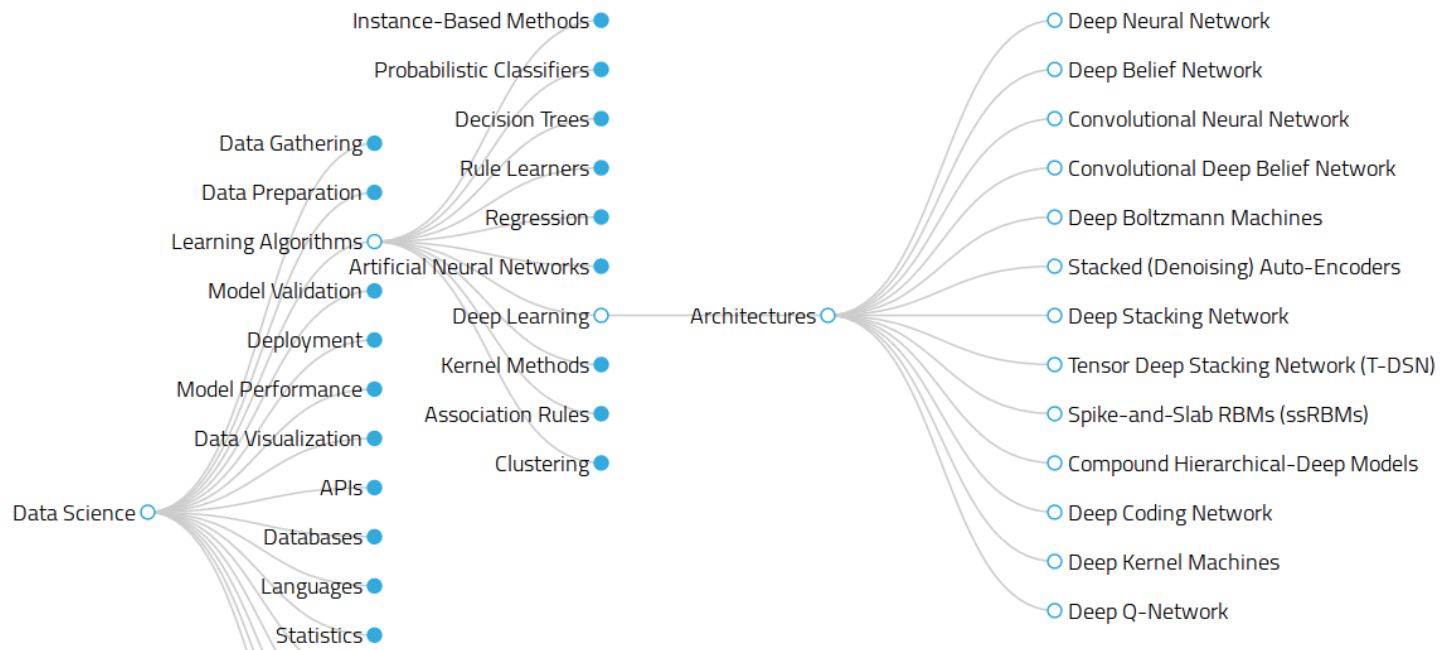 Data Science
Data Gathering
Data Preparation
Learning Algorithms
Model Validation
Deployment
Model Performance
Data Visualization
APIs
Databases
Languages
Statistics
Instance-Based Methods
Probabilistic Classifiers
Decision Trees
Rule Learners
Regression
Artificial Neural Networks
Deep Learning
Kernel Methods
Association Rules
Clustering
Architectures
Deep Neural Network
Deep Belief Network
Convolutional Neural Network
Convolutional Deep Belief Network
Deep Boltzmann Machines
Stacked (Denoising) Auto-Encoders
Deep Stacking Network
Tensor Deep Stacking Network (T-DSN)
Spike-and-Slab RBMs (ssRBMs)
Compound Hierarchical-Deep Models
Deep Coding Network
Deep Kernel Machines
Deep Q-Network